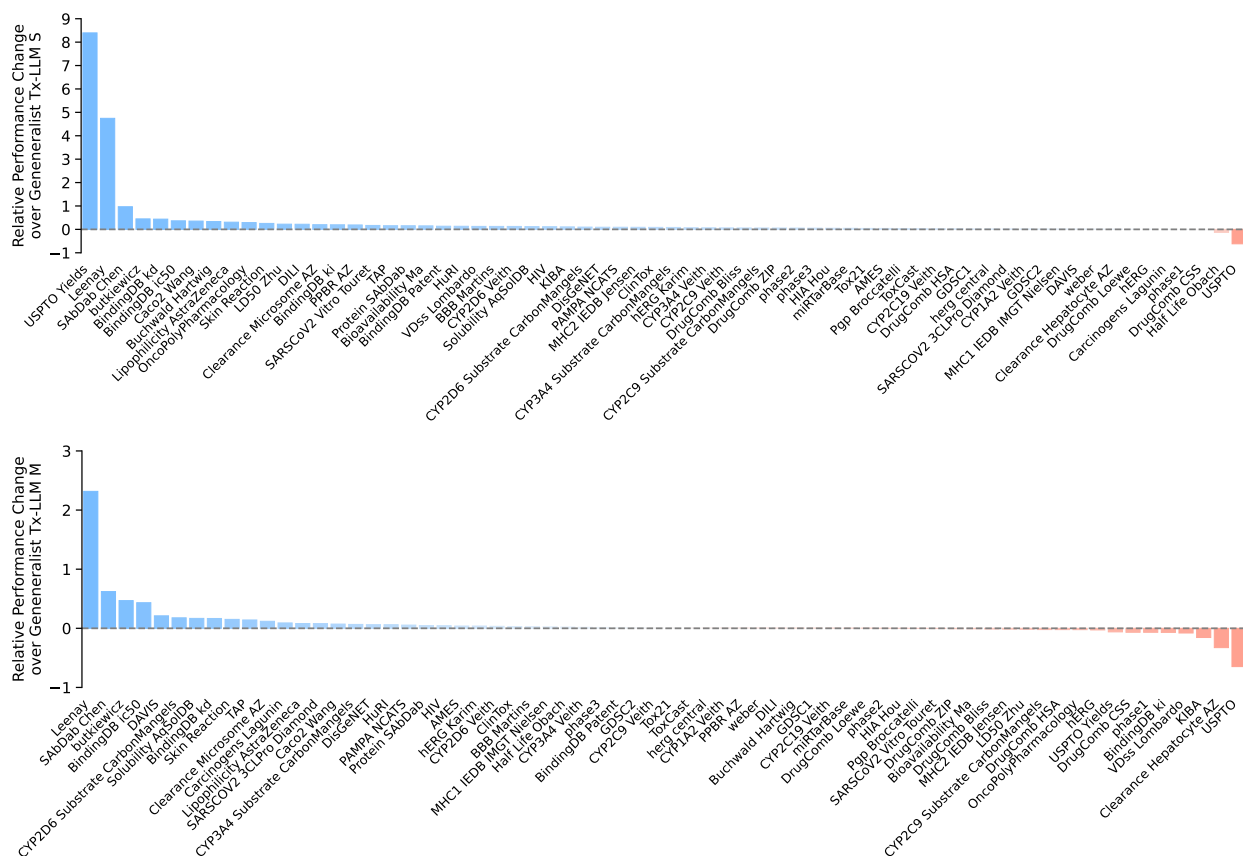 Relative Performance Change
over Geneneralist Tx-LLM S
9
8
7
6
5
4
3
2
1
0
−1
USPTO Yields
Leenay
SAbDab Chen
butkiewicz
BindingDB kd
BindingDB ic50
Caco2 Wang
Buchwald Hartwig
Lipophilicity AstraZeneca
OncoPolyPharmacology
Skin Reaction
LD50 Zhu
DILI
Clearance Microsome AZ
BindingDB ki
PPBR AZ
SARSCoV2 Vitro Touret
TAP
Protein SAbDab
Bioavailability Ma
BindingDB Patent
HuRI
VDss Lombardo
BBB Martins
CYP2D6 Veith
Solubility AqSolDB
HIV
KIBA
CYP2D6 Substrate CarbonMangels
DisGeNET
PAMPA NCATS
MHC2 IEDB Jensen
ClinTox
CYP3A4 Substrate CarbonMangels
hERG Karim
CYP3A4 Veith
CYP2C9 Veith
DrugComb Bliss
CYP2C9 Substrate CarbonMangels
DrugComb ZIP
phase2
phase3
HIA Hou
miRTarBase
Tox21
AMES
Pgp Broccatelli
ToxCast
CYP2C19 Veith
DrugComb HSA
GDSC1
herg central
SARSCOV2 3CLPro Diamond
CYP1A2 Veith
GDSC2
MHC1 IEDB IMGT Nielsen
DAVIS
weber
Clearance Hepatocyte AZ
DrugComb Loewe
hERG
Carcinogens Lagunin
phase1
DrugComb CSS
Half Life Obach
USPTO
Relative Performance Change
over Geneneralist Tx-LLM M
3
2
1
0
−1
Leenay
SAbDab Chen
butkiewicz
BindingDB ic50
DAVIS
CYP2D6 Substrate CarbonMangels
Solubility AqSolDB
BindingDB kd
Skin Reaction
TAP
Clearance Microsome AZ
Carcinogens Lagunin
Lipophilicity AstraZeneca
SARSCOV2 3CLPro Diamond
Caco2 Wang
CYP3A4 Substrate CarbonMangels
DisGeNET
HuRI
PAMPA NCATS
Protein SAbDab
HIV
AMES
hERG Karim
CYP2D6 Veith
ClinTox
BBB Martins
MHC1 IEDB IMGT Nielsen
Half Life Obach
CYP3A4 Veith
phase3
BindingDB Patent
GDSC2
CYP2C9 Veith
Tox21
ToxCast
herg central
CYP1A2 Veith
PPBR AZ
weber
DILI
Buchwald Hartwig
GDSC1
CYP2C19 Veith
miRTarBase
DrugComb Loewe
phase2
HIA Hou
Pgp Broccatelli
SARSCoV2 Vitro Touret
DrugComb ZIP
Bioavailability Ma
DrugComb Bliss
MHC2 IEDB Jensen
LD50 Zhu
CYP2C9 Substrate CarbonMangels
DrugComb HSA
OncoPolyPharmacology
hERG
USPTO Yields
DrugComb CSS
phase1
BindingDB ki
VDss Lombardo
KIBA
Clearance Hepatocyte AZ
USPTO